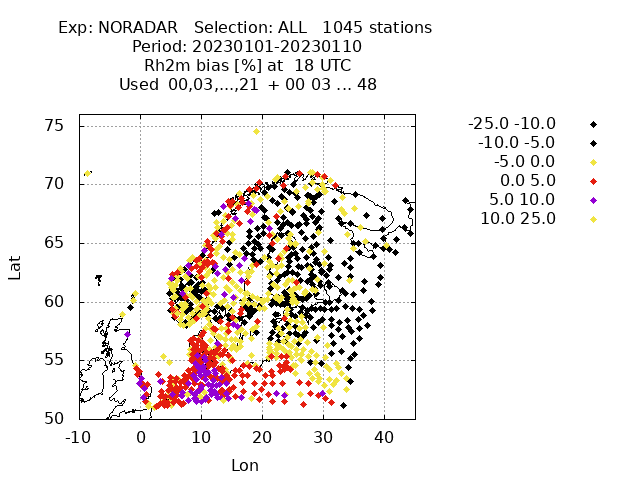 Exp: NORADAR   Selection: ALL   1045 stations
Period: 20230101-20230110
Rh2m bias [%] at  18 UTC
Used  00,03,...,21  + 00 03 ... 48
-25.0 -10.0
-10.0 -5.0
-5.0 0.0
0.0 5.0
5.0 10.0
10.0 25.0
75
70
65
60
55
50
Lat
-10 0 10 20 30 40
Lon